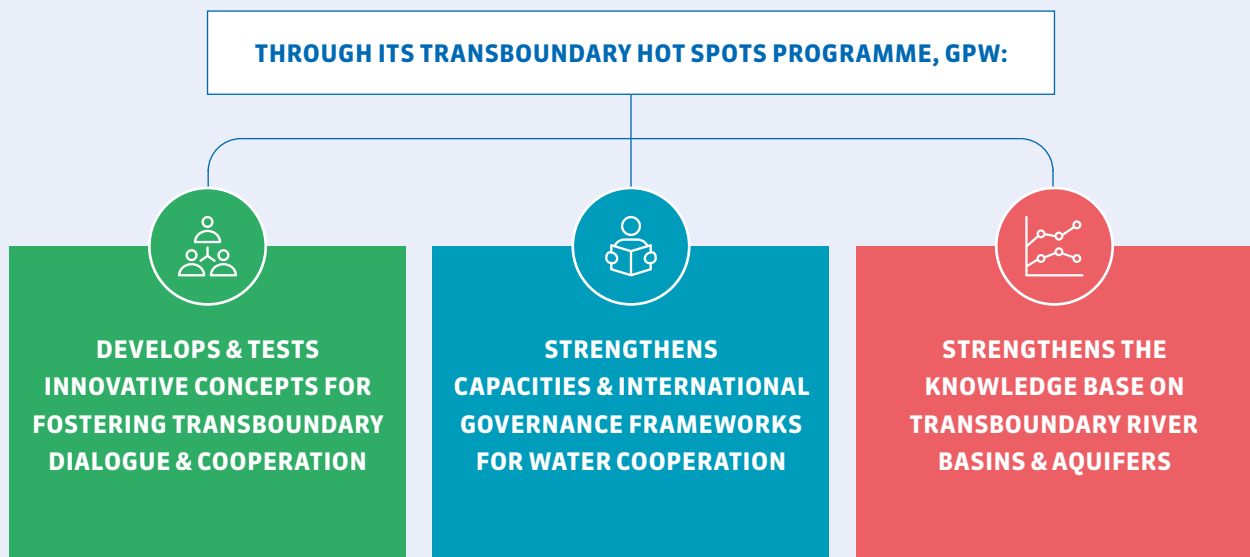 THROUGH ITS TRANSBOUNDARY HOT SPOTS PROGRAMME, GPW:
DEVELOPS & TESTS
INNOVATIVE CONCEPTS FOR
FOSTERING TRANSBOUNDARY
DIALOGUE & COOPERATION
STRENGTHENS
CAPACITIES & INTERNATIONAL
GOVERNANCE FRAMEWORKS
FOR WATER COOPERATION
STRENGTHENS THE
KNOWLEDGE BASE ON
TRANSBOUNDARY RIVER
BASINS & AQUIFERS